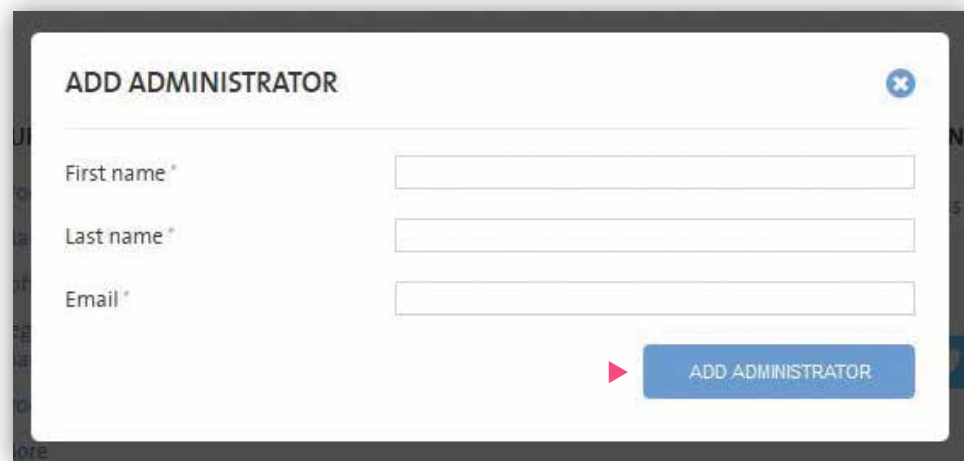 ADD ADMINISTRATOR
First name *
Last name *
Email *
ADD ADMINISTRATOR